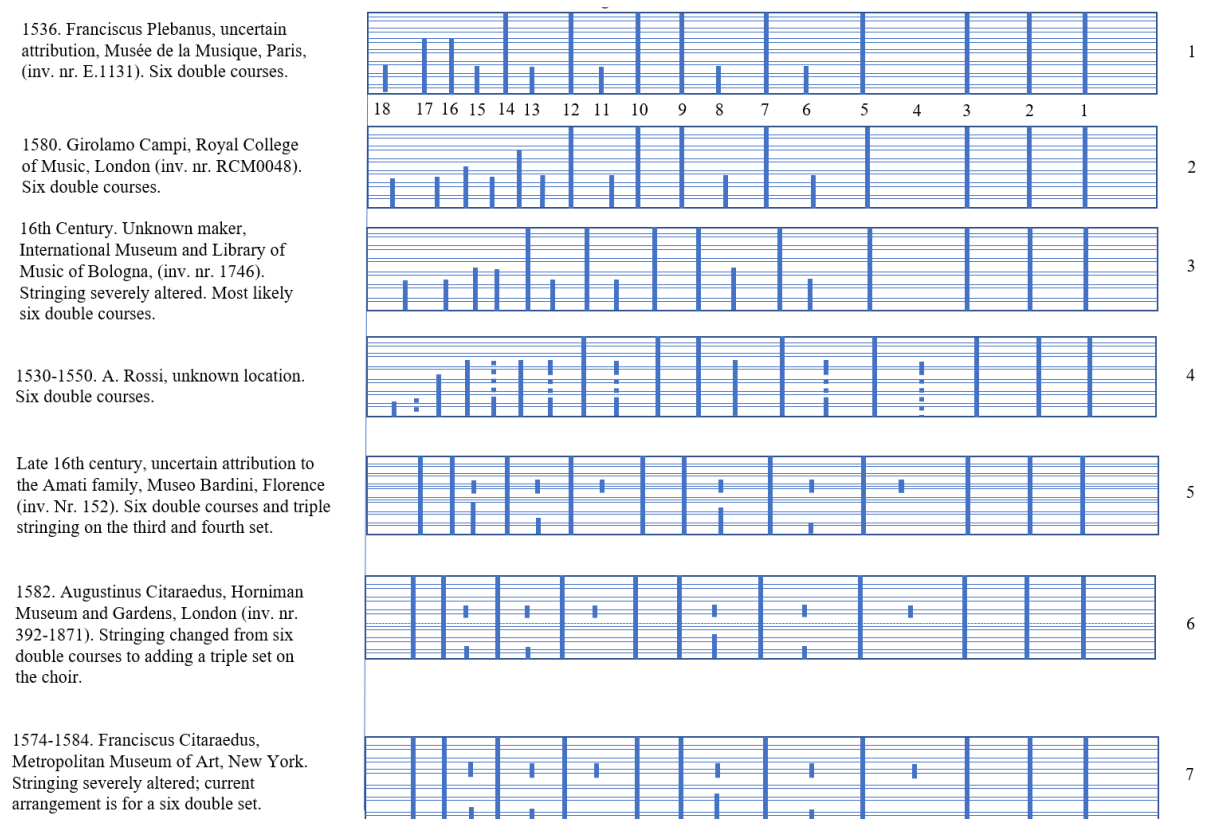 1536. Franciscus Plebanus, uncertain
attribution, Musée de la Musique, Paris,
(inv. nr. E.1131). Six double courses.
1
18 17 16 15 14 13 12 11 10 9 8 7 6 5 4 3 2 1
1580. Girolamo Campi, Royal College
of Music, London (inv. nr. RCM0048).
Six double courses.
2
16th Century. Unknown maker,
International Museum and Library of
Music of Bologna, (inv. nr. 1746).
Stringing severely altered. Most likely
six double courses.
3
1530-1550. A. Rossi, unknown location.
Six double courses.
4
Late 16th century, uncertain attribution to
the Amati family, Museo Bardini, Florence
(inv. Nr. 152). Six double courses and triple
stringing on the third and fourth set.
5
1582. Augustinus Citaraedus, Horniman
Museum and Gardens, London (inv. nr.
392-1871). Stringing changed from six
double courses to adding a triple set on
the choir.
6
1574-1584. Franciscus Citaraedus,
Metropolitan Museum of Art, New York.
Stringing severely altered; current
arrangement is for a six double set.
7